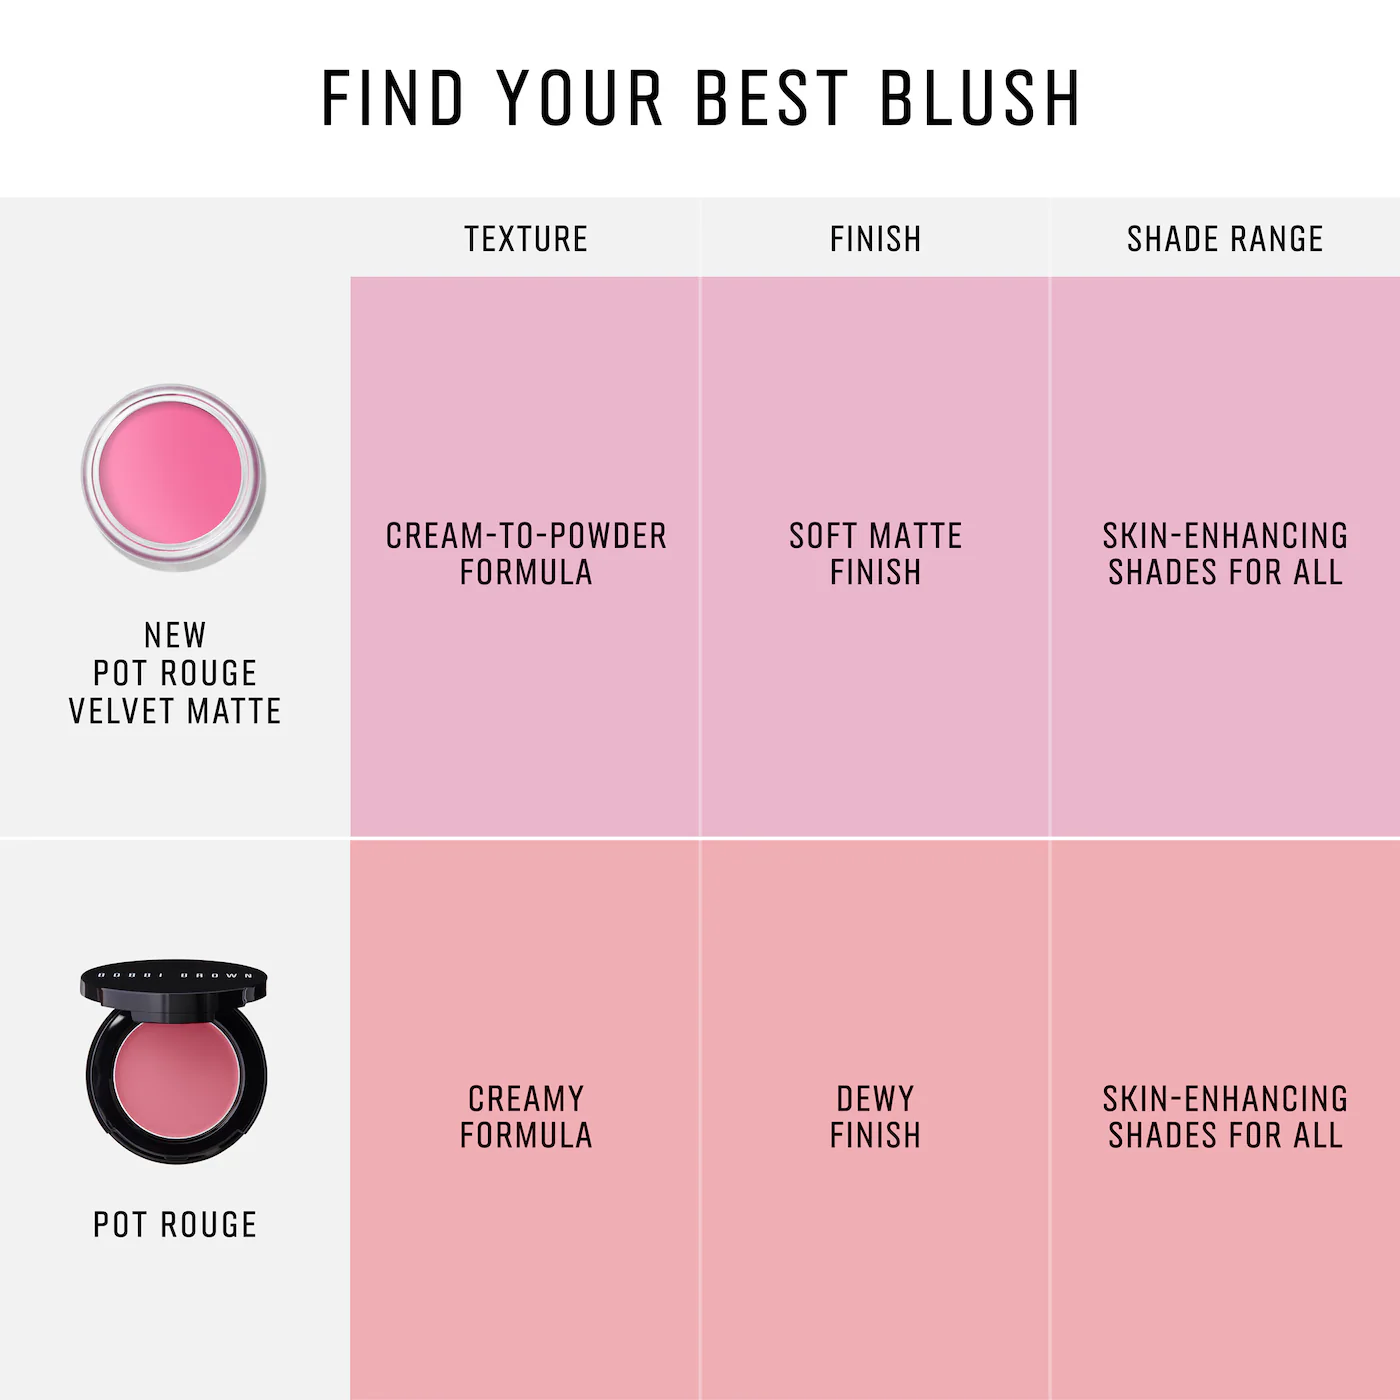 FIND YOUR BEST BLUSH
TEXTURE
FINISH
SHADE RANGE
NEW
POT ROUGE
VELVET MATTE
CREAM-TO-POWDER
FORMULA
SOFT MATTE
FINISH
SKIN-ENHANCING
SHADES FOR ALL
BOBBI BROWN
POT ROUGE
CREAMY
FORMULA
DEWY
FINISH
SKIN-ENHANCING
SHADES FOR ALL